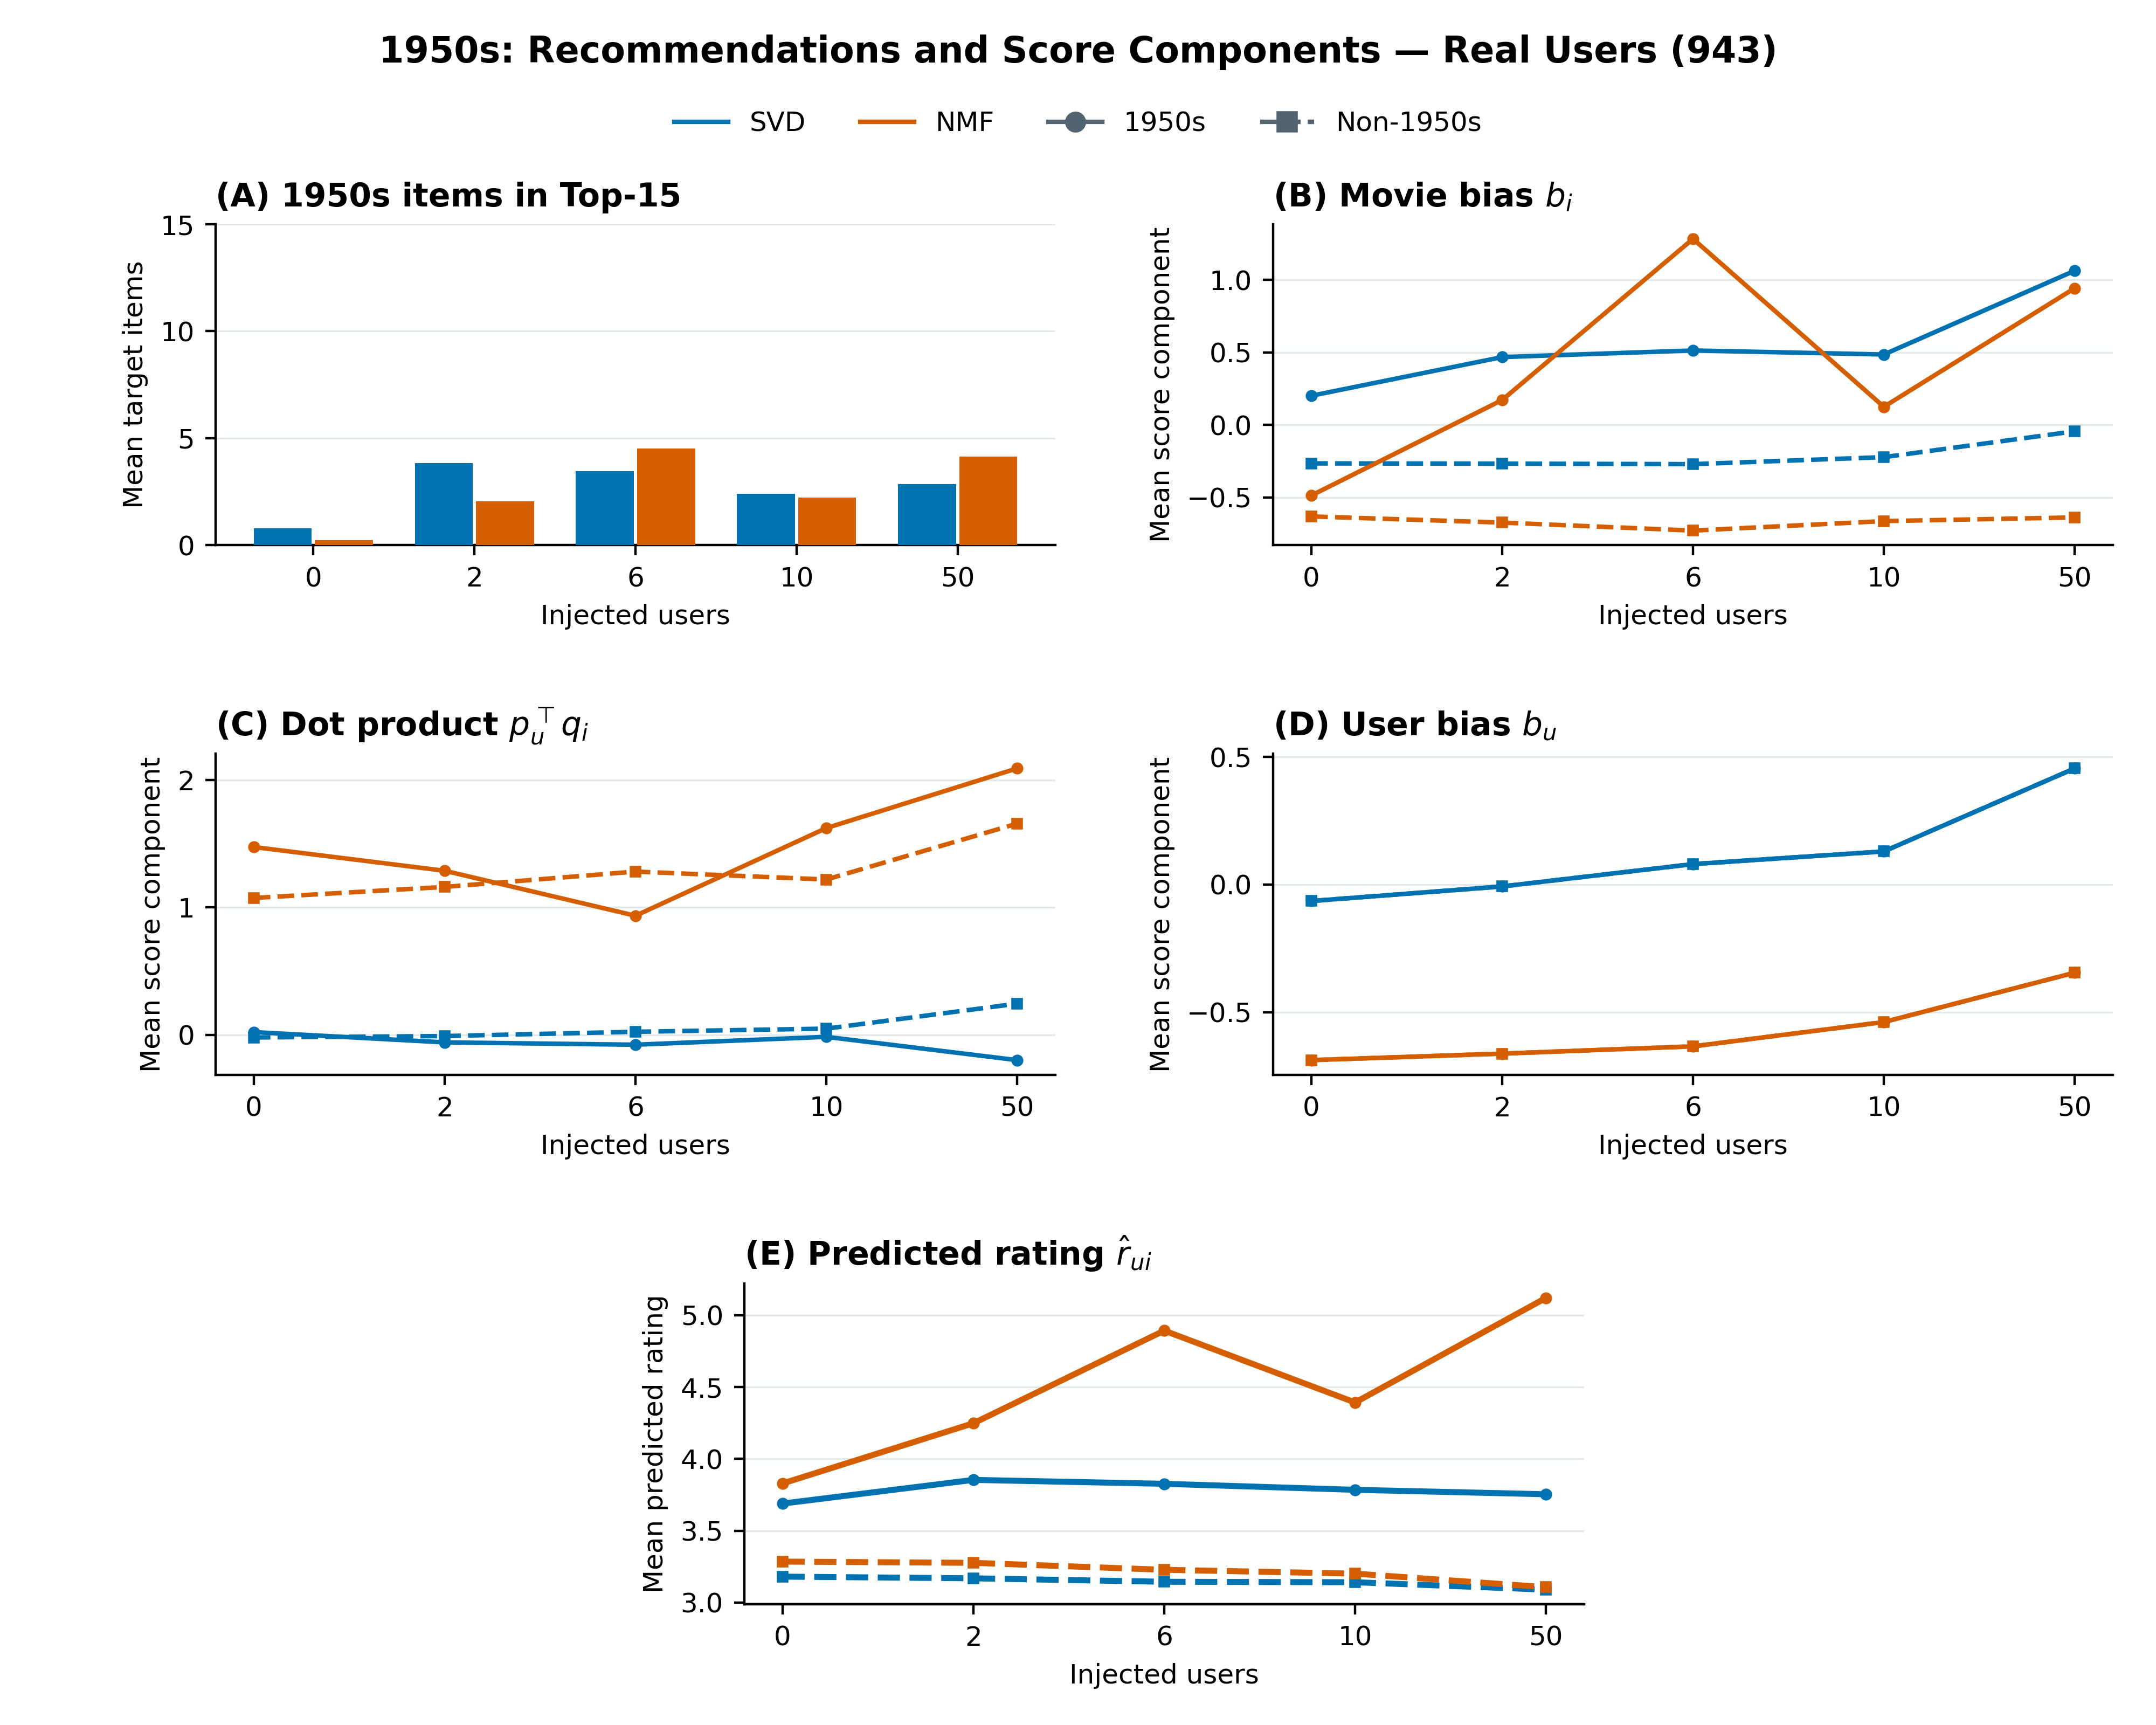 1950s: Recommendations and Score Components — Real Users (943)
SVD NMF 1950s Non-1950s
(A) 1950s items in Top-15
Mean target items
15
10
5
0
0 2 6 10 50
Injected users
(B) Movie bias b_i
Mean score component
1.0
0.5
0.0
−0.5
0 2 6 10 50
Injected users
(C) Dot product p_u^⊤ q_i
Mean score component
2
1
0
0 2 6 10 50
Injected users
(D) User bias b_u
Mean score component
0.5
0.0
−0.5
0 2 6 10 50
Injected users
(E) Predicted rating r̂_ui
Mean predicted rating
5.0
4.5
4.0
3.5
3.0
0 2 6 10 50
Injected users